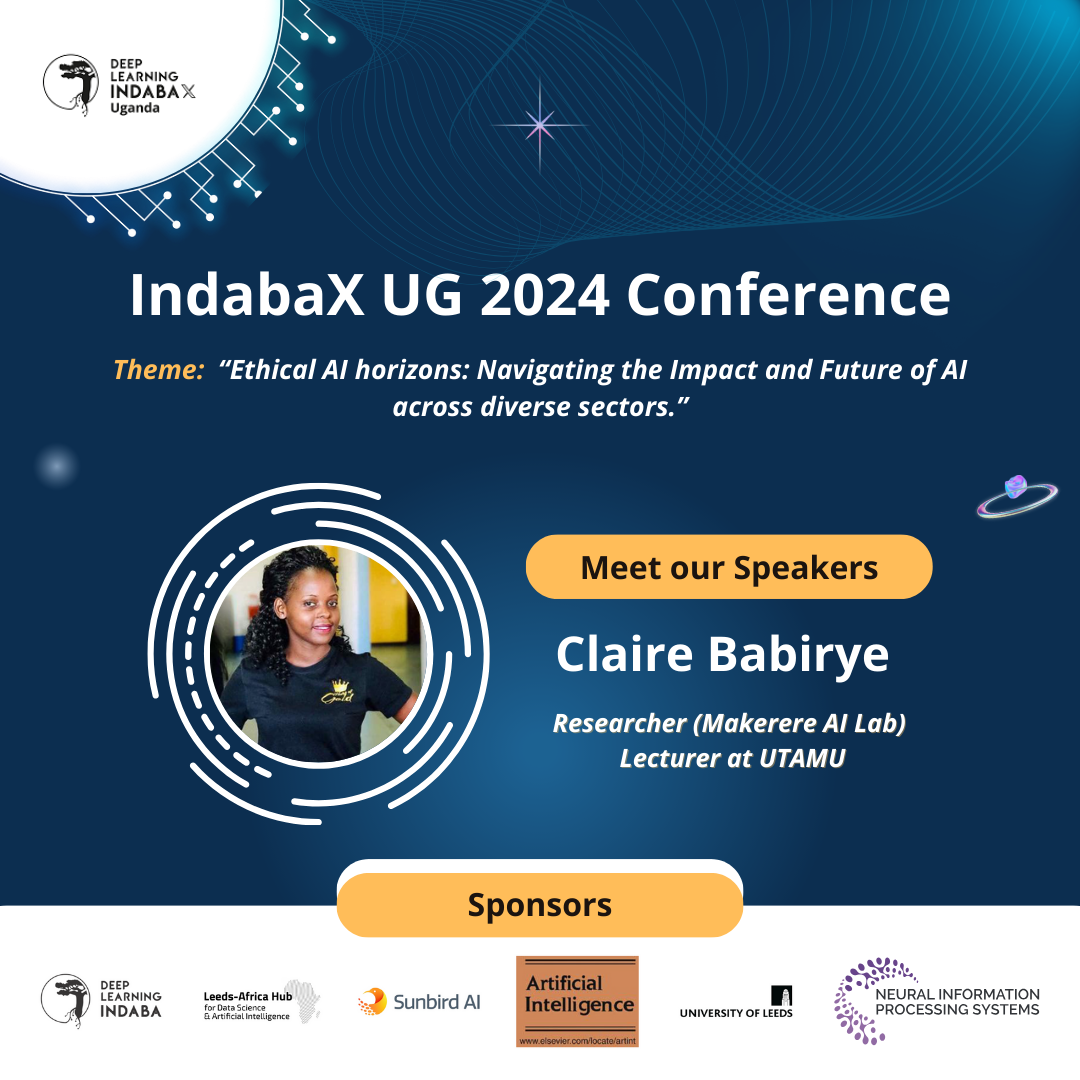 DEEP
LEARNING
INDABAX
Uganda
IndabaX UG 2024 Conference
Theme: “Ethical AI horizons: Navigating the Impact and Future of AI
across diverse sectors.”
Meet our Speakers
Claire Babirye
Researcher (Makerere AI Lab)
Lecturer at UTAMU
Sponsors
DEEP
LEARNING
INDABA
Leeds-Africa Hub
for Data Science
& Artificial Intelligence
Sunbird AI
Artificial
Intelligence
www.elsevier.com/locate/artint
UNIVERSITY OF LEEDS
NEURAL INFORMATION
PROCESSING SYSTEMS